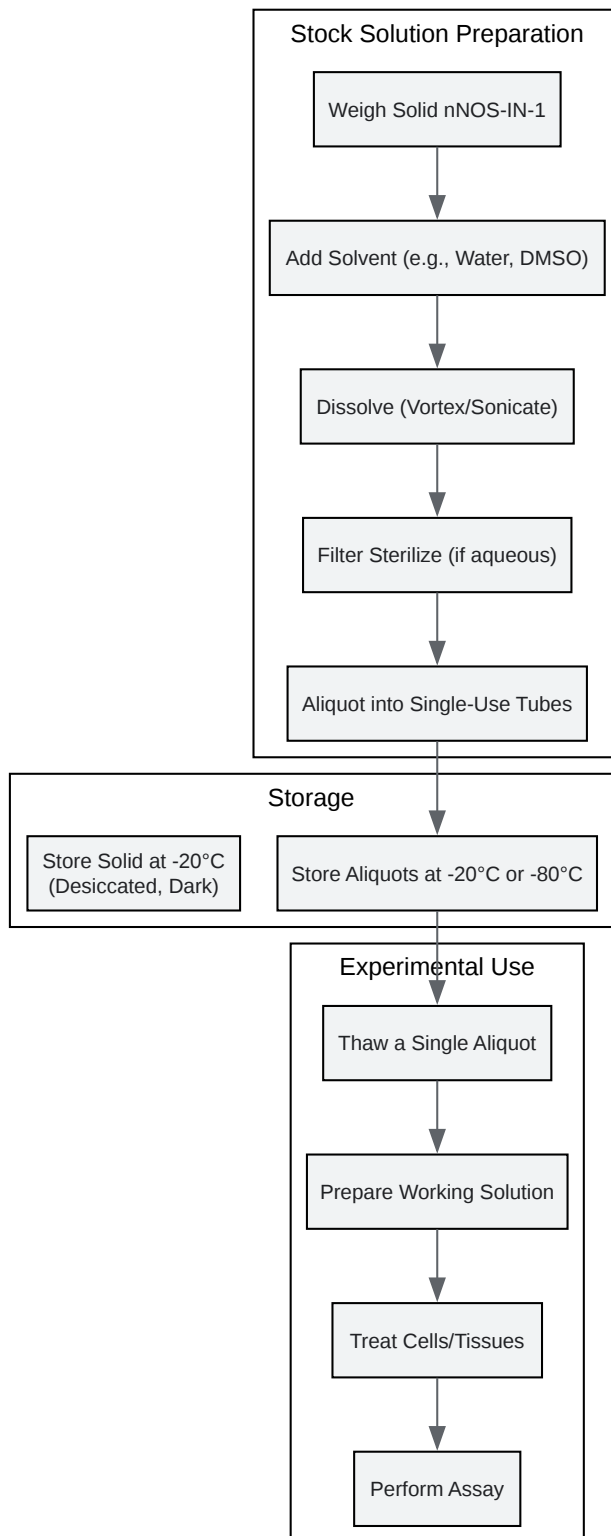 Stock Solution Preparation
Weigh Solid nNOS-IN-1
Add Solvent (e.g., Water, DMSO)
Dissolve (Vortex/Sonicate)
Filter Sterilize (if aqueous)
Aliquot into Single-Use Tubes
Storage
Store Solid at -20°C
(Desiccated, Dark)
Store Aliquots at -20°C or -80°C
Experimental Use
Thaw a Single Aliquot
Prepare Working Solution
Treat Cells/Tissues
Perform Assay